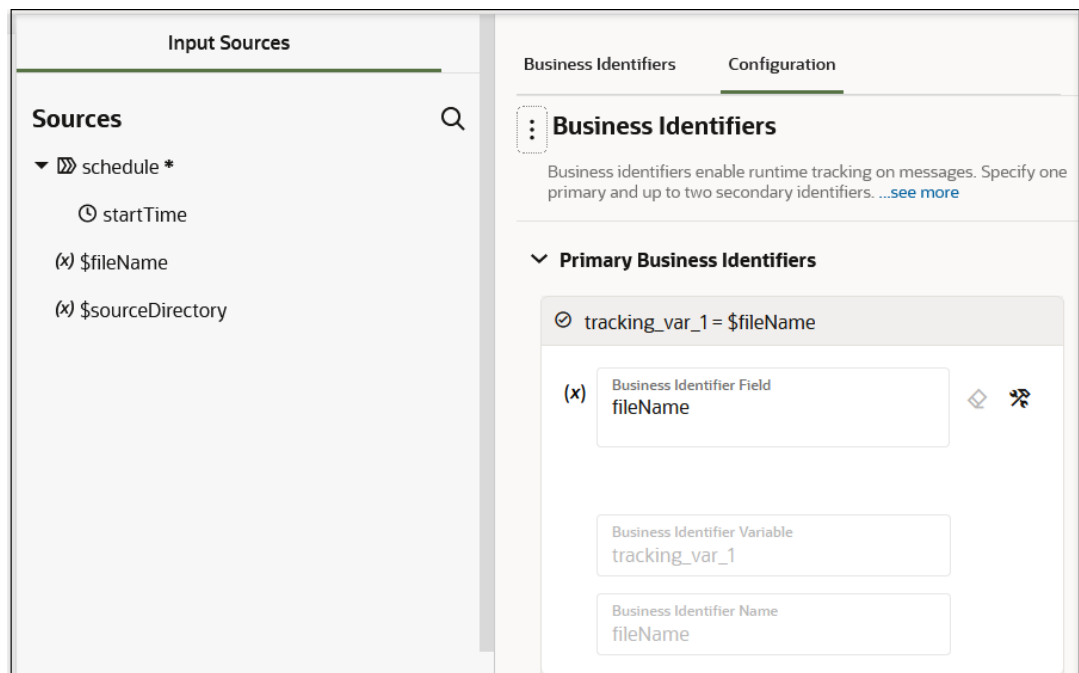 Input Sources
Sources
schedule *
startTime
(x) $fileName
(x) $sourceDirectory
Business Identifiers
Configuration
Business Identifiers
Business identifiers enable runtime tracking on messages. Specify one
primary and up to two secondary identifiers. ...see more
Primary Business Identifiers
tracking_var_1 = $fileName
(x)
Business Identifier Field
fileName
Business Identifier Variable
tracking_var_1
Business Identifier Name
fileName